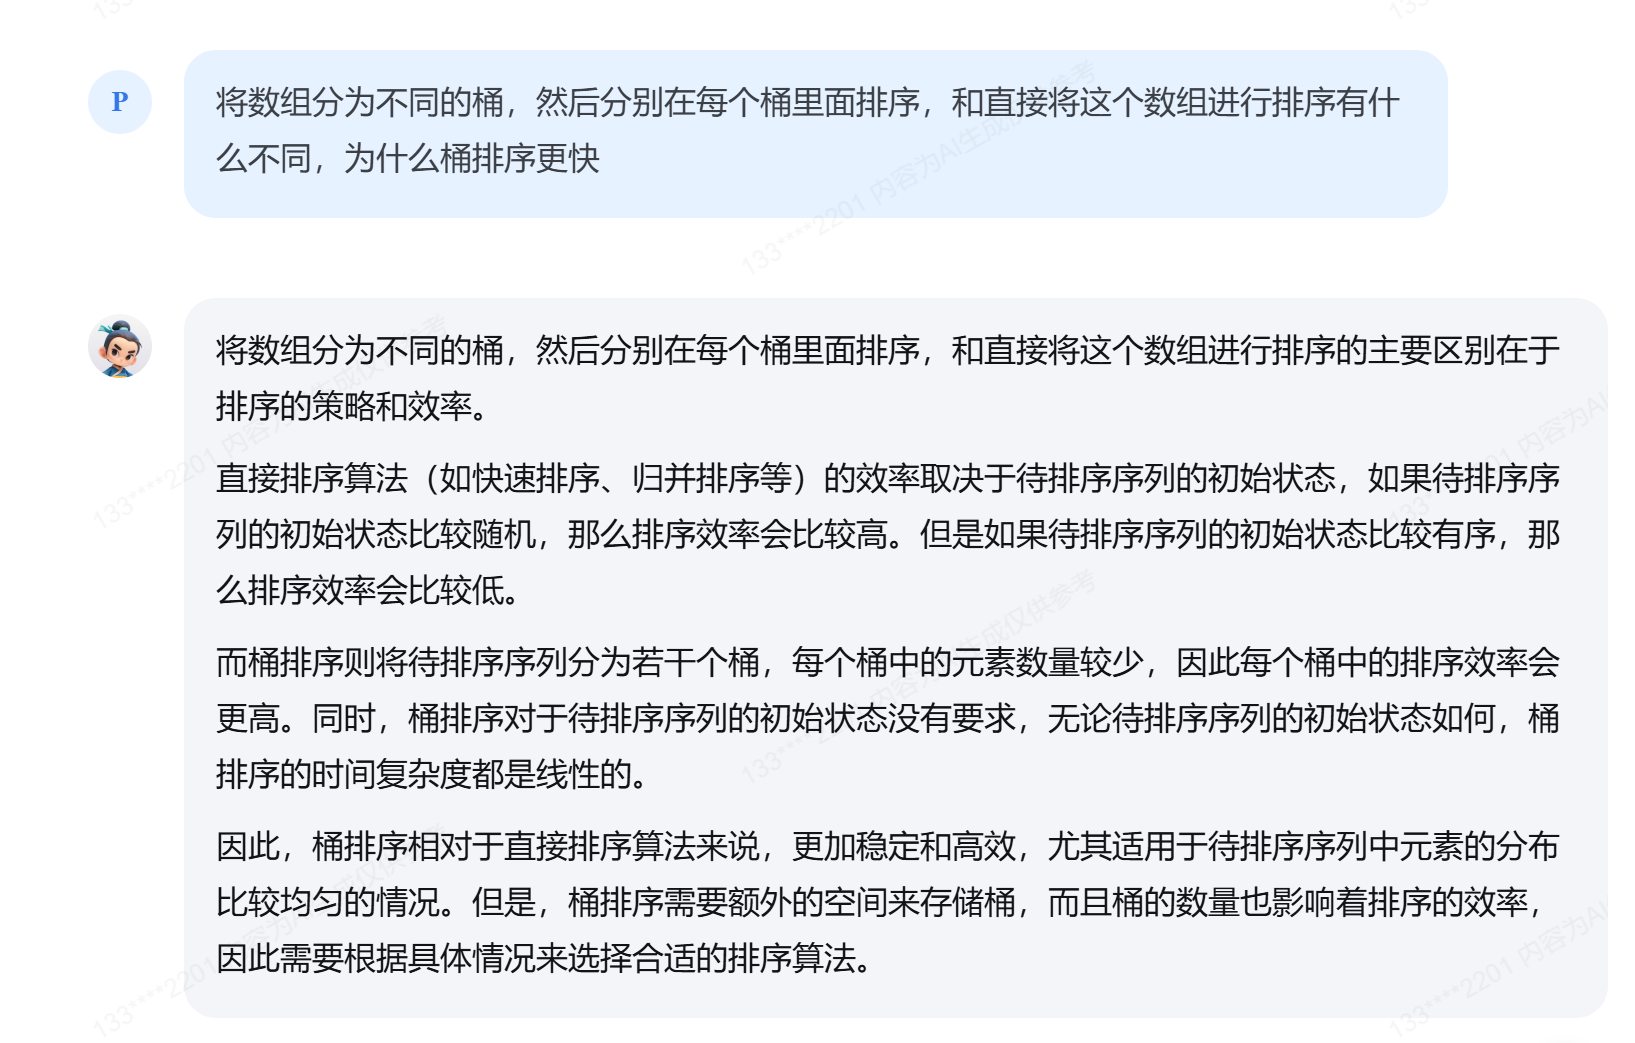 P
将数组分为不同的桶，然后分别在每个桶里面排序，和直接将这个数组进行排序有什
么不同，为什么桶排序更快
133****2201 内容为AI生成仅供参考
将数组分为不同的桶，然后分别在每个桶里面排序，和直接将这个数组进行排序的主要区别在于
排序的策略和效率。
直接排序算法（如快速排序、归并排序等）的效率取决于待排序序列的初始状态，如果待排序序
列的初始状态比较随机，那么排序效率会比较高。但是如果待排序序列的初始状态比较有序，那
么排序效率会比较低。
而桶排序则将待排序序列分为若干个桶，每个桶中的元素数量较少，因此每个桶中的排序效率会
更高。同时，桶排序对于待排序序列的初始状态没有要求，无论待排序序列的初始状态如何，桶
排序的时间复杂度都是线性的。
因此，桶排序相对于直接排序算法来说，更加稳定和高效，尤其适用于待排序序列中元素的分布
比较均匀的情况。但是，桶排序需要额外的空间来存储桶，而且桶的数量也影响着排序的效率，
因此需要根据具体情况来选择合适的排序算法。